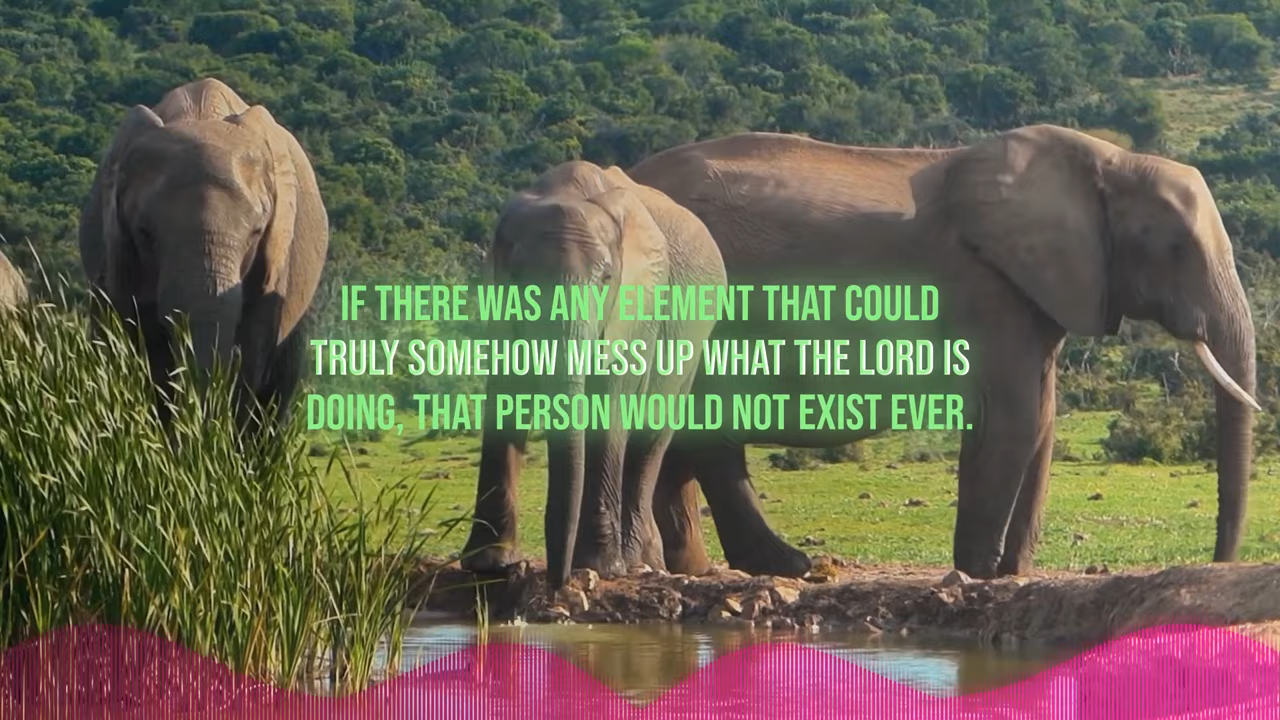 IF THERE WAS ANY ELEMENT THAT COULD
TRULY SOMEHOW MESS UP WHAT THE LORD IS
DOING, THAT PERSON WOULD NOT EXIST EVER.